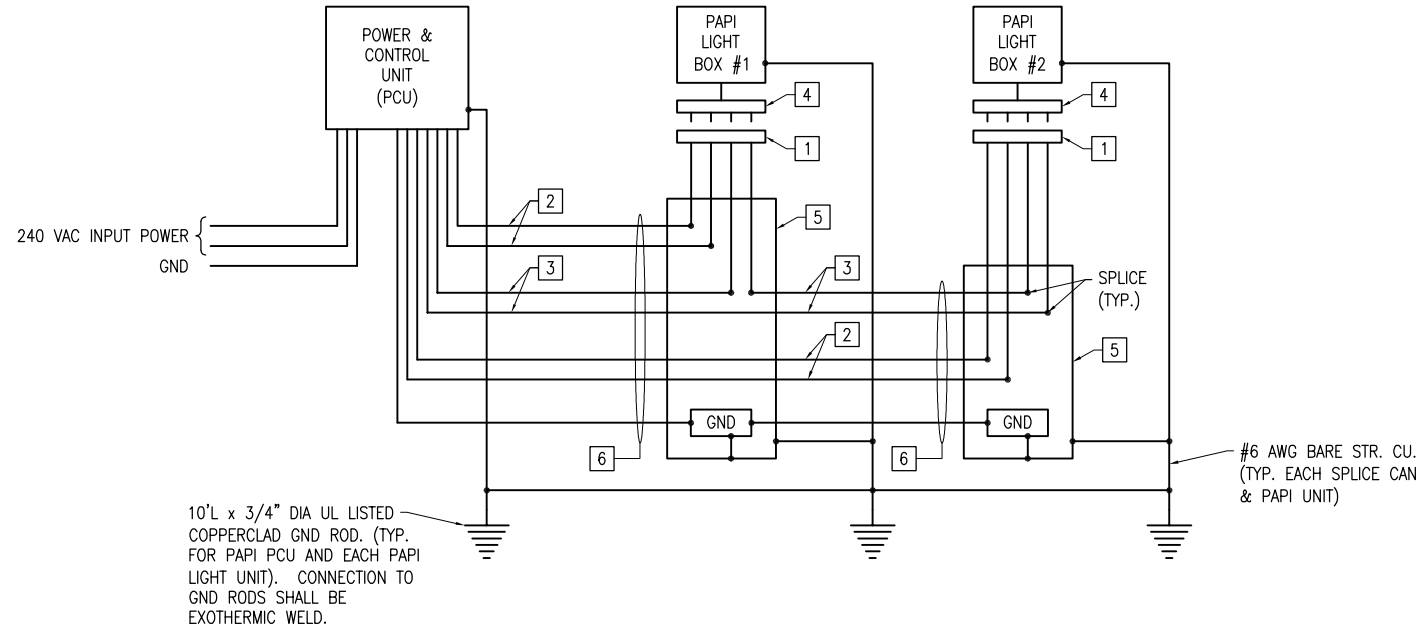 POWER &
CONTROL
UNIT
(PCU)
PAPI
LIGHT
BOX #1
PAPI
LIGHT
BOX #2
4
4
1
1
2
5
240 VAC INPUT POWER
GND
3
3
SPLICE
(TYP.)
2
5
GND
GND
6
6
#6 AWG BARE STR. CU.
(TYP. EACH SPLICE CAN
& PAPI UNIT)
10'L x 3/4" DIA UL LISTED
COPPERCLAD GND ROD. (TYP.
FOR PAPI PCU AND EACH PAPI
LIGHT UNIT). CONNECTION TO
GND RODS SHALL BE
EXOTHERMIC WELD.